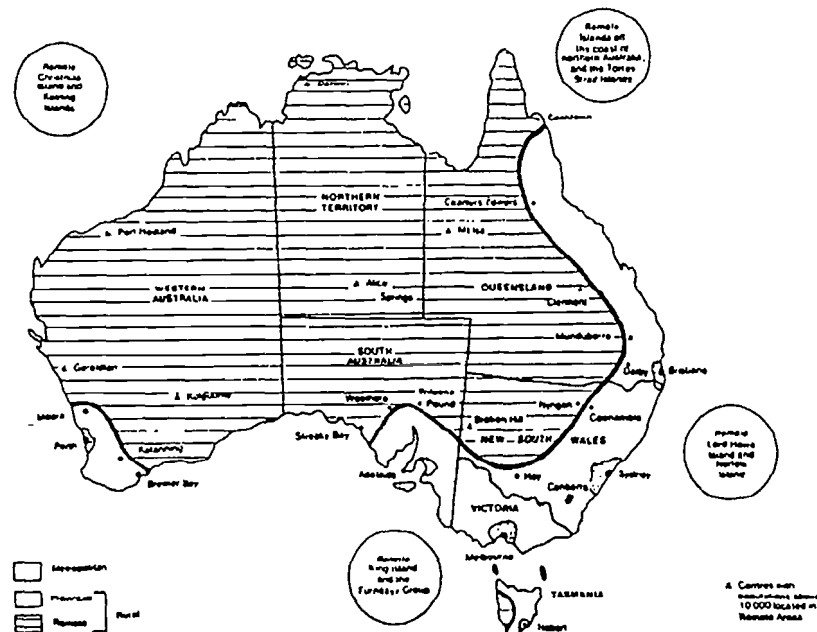 Remote
Christmas
Island and
Keeling
Islands
Remote
Islands off
the coast of
northern Australia,
and the Torres
Strait Islands
Darwin
Cooktown
NORTHERN
TERRITORY
Charters Towers
Port Hedland
Mt Isa
WESTERN
AUSTRALIA
Alice
Springs
QUEENSLAND
Clermont
Mundubbera
SOUTH
AUSTRALIA
Geraldton
Dalby
Brisbane
Kalgoorlie
Woomera
Pound
Nyngan
Moora
Coonamble
Broken Hill
Perth
Katanning
Streaky Bay
NEW SOUTH WALES
Remote
Lord Howe
Island and
Norfolk
Island
Bremer Bay
Adelaide
Hay
Canberra
Sydney
VICTORIA
Melbourne
Remote
King Island
and the
Furneaux Group
TASMANIA
Hobart
Metropolitan
Provincial
Remote
Rural
Centres with
populations above
10 000 located in
Remote Areas